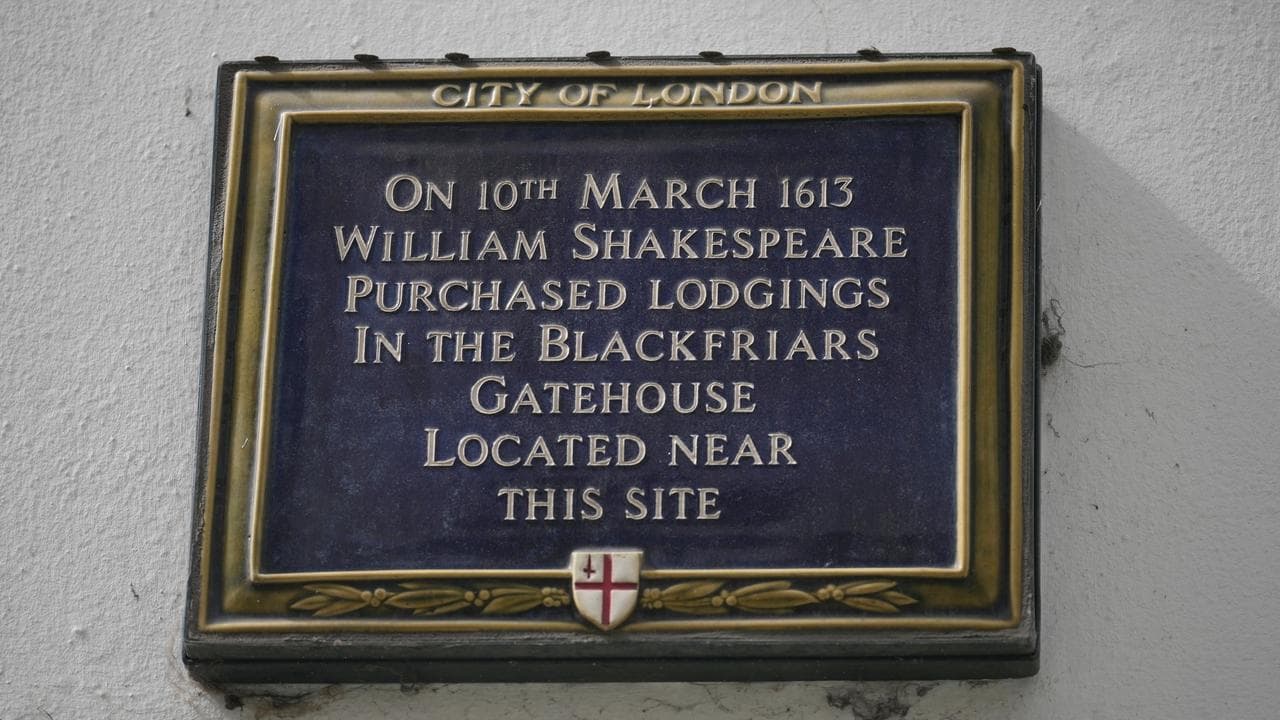 CITY OF LONDON
ON 10TH MARCH 1613
WILLIAM SHAKESPEARE
PURCHASED LODGINGS
IN THE BLACKFRIARS
GATEHOUSE
LOCATED NEAR
THIS SITE